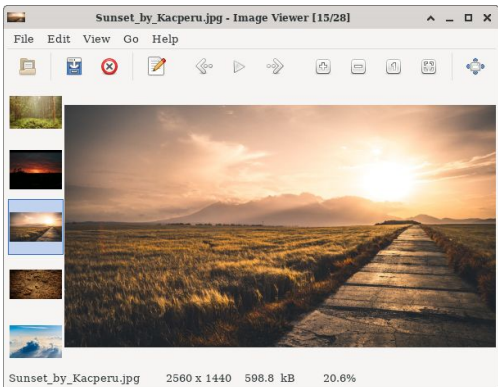 Sunset_by_Kacperu.jpg - Image Viewer [15/28]
File Edit View Go Help
Sunset_by_Kacperu.jpg 2560 x 1440 598.8 kB 20.6%